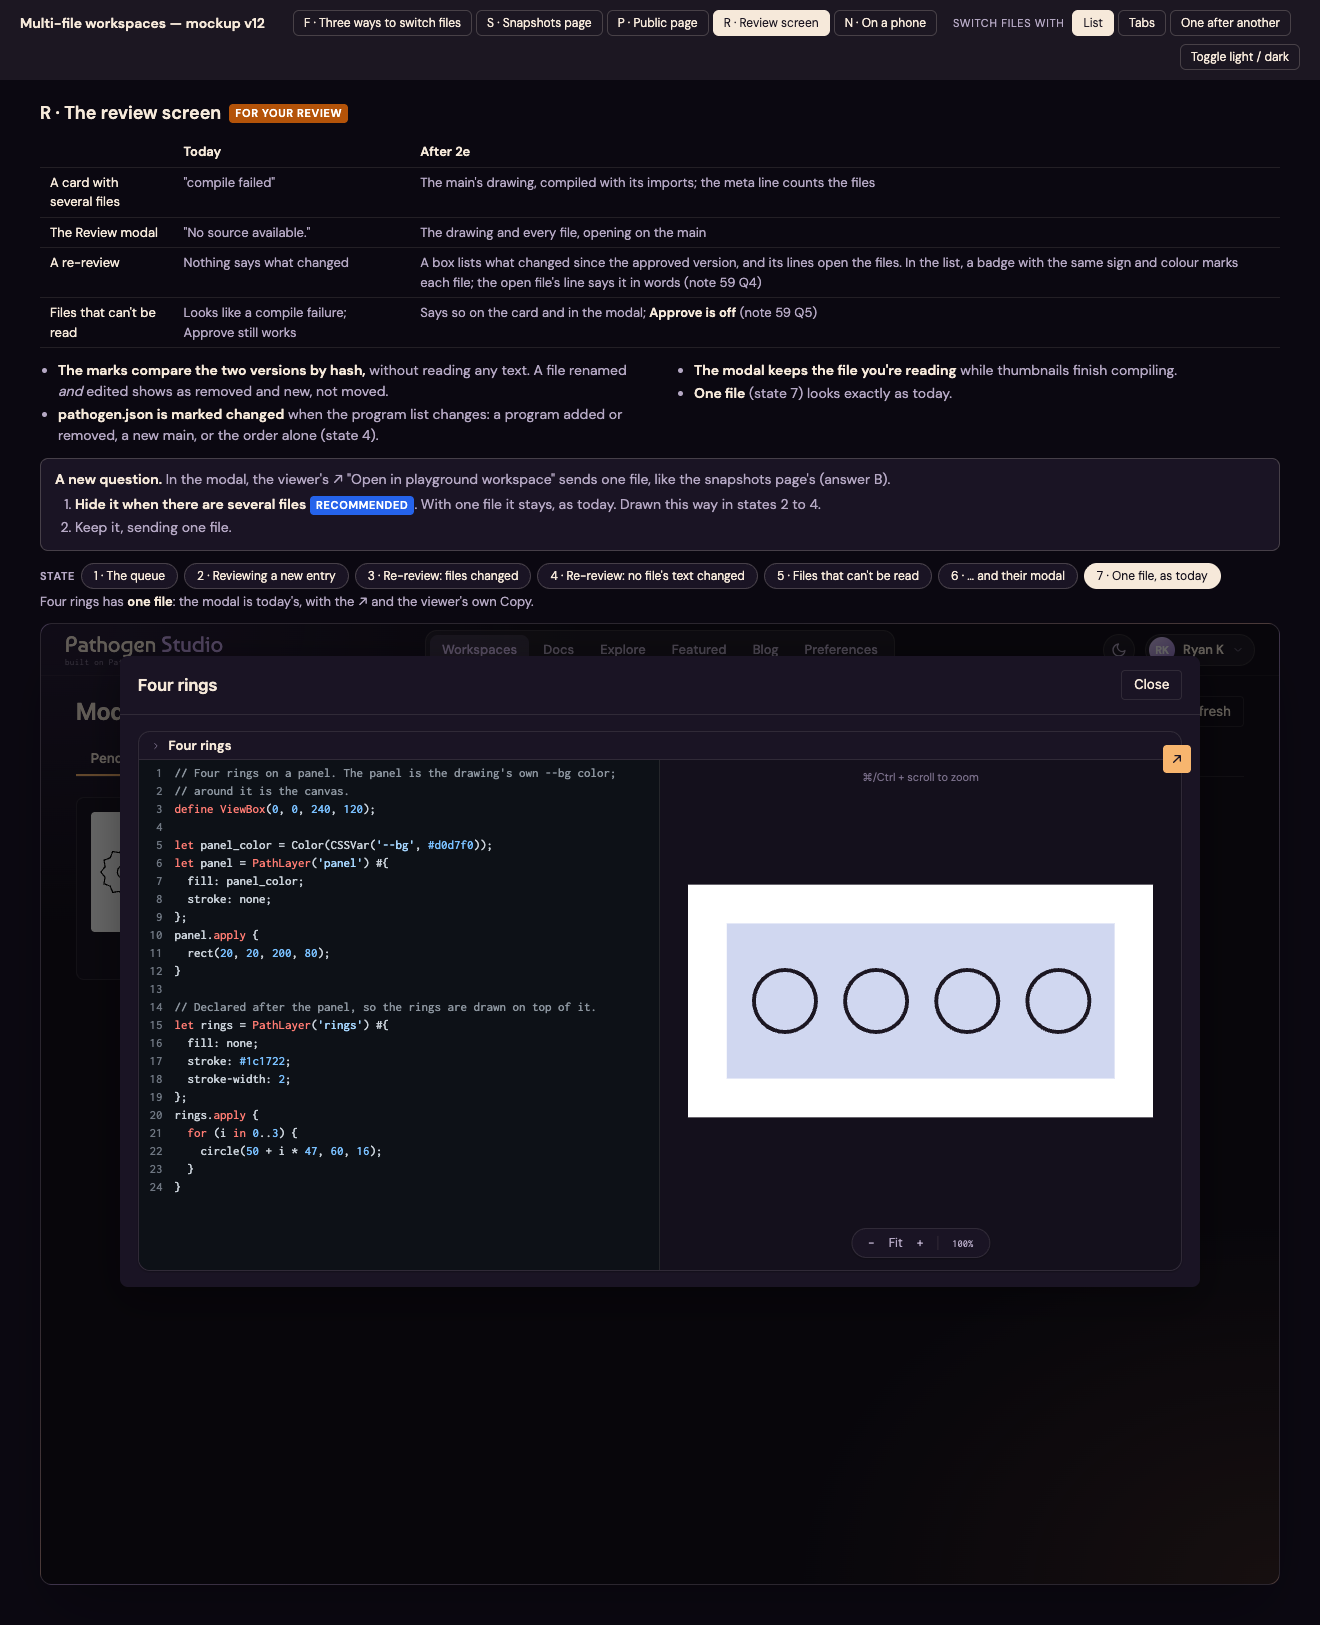 Multi-file workspaces — mockup v12
F · Three ways to switch files
S · Snapshots page
P · Public page
R · Review screen
N · On a phone
SWITCH FILES WITH
List
Tabs
One after another
Toggle light / dark
R · The review screen FOR YOUR REVIEW
Today After 2e
A card with several files "compile failed" The main's drawing, compiled with its imports; the meta line counts the files
The Review modal "No source available." The drawing and every file, opening on the main
A re-review Nothing says what changed A box lists what changed since the approved version, and its lines open the files. In the list, a badge with the same sign and colour marks
each file; the open file's line says it in words (note 59 Q4)
Files that can't be read Looks like a compile failure; Approve still works Says so on the card and in the modal; Approve is off (note 59 Q5)
• The marks compare the two versions by hash, without reading any text. A file renamed
and edited shows as removed and new, not moved.
• pathogen.json is marked changed when the program list changes: a program added or
removed, a new main, or the order alone (state 4).
• The modal keeps the file you're reading while thumbnails finish compiling.
• One file (state 7) looks exactly as today.
A new question. In the modal, the viewer's ↗ "Open in playground workspace" sends one file, like the snapshots page's (answer B).
1. Hide it when there are several files RECOMMENDED. With one file it stays, as today. Drawn this way in states 2 to 4.
2. Keep it, sending one file.
STATE
1 · The queue
2 · Reviewing a new entry
3 · Re-review: files changed
4 · Re-review: no file's text changed
5 · Files that can't be read
6 · … and their modal
7 · One file, as today
Four rings has one file: the modal is today's, with the ↗ and the viewer's own Copy.
Pathogen Studio
built on Pat
Workspaces Docs Explore Featured Blog Preferences
RK Ryan K
Mod
fresh
Pend
Four rings
Close
› Four rings
↗
1 // Four rings on a panel. The panel is the drawing's own --bg color;
2 // around it is the canvas.
3 define ViewBox(0, 0, 240, 120);
4
5 let panel_color = Color(CSSVar('--bg', #d0d7f0));
6 let panel = PathLayer('panel') #{
7   fill: panel_color;
8   stroke: none;
9 };
10 panel.apply {
11   rect(20, 20, 200, 80);
12 }
13
14 // Declared after the panel, so the rings are drawn on top of it.
15 let rings = PathLayer('rings') #{
16   fill: none;
17   stroke: #1c1722;
18   stroke-width: 2;
19 };
20 rings.apply {
21   for (i in 0..3) {
22     circle(50 + i * 47, 60, 16);
23   }
24 }
⌘/Ctrl + scroll to zoom
− Fit + 100%